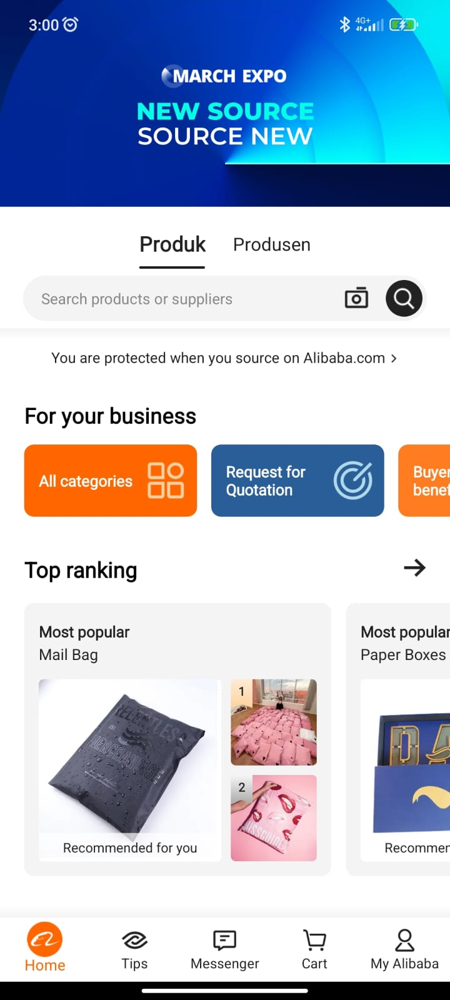 3:00
4G+
MARCH EXPO
NEW SOURCE
SOURCE NEW
Produk
Produsen
Search products or suppliers
You are protected when you source on Alibaba.com >
For your business
All categories
Request for
Quotation
Buyer
benef
Top ranking
Most popular
Mail Bag
RELENTLESS
1
2
Recommended for you
Most popular
Paper Boxes
Recommen
Home
Tips
Messenger
Cart
My Alibaba